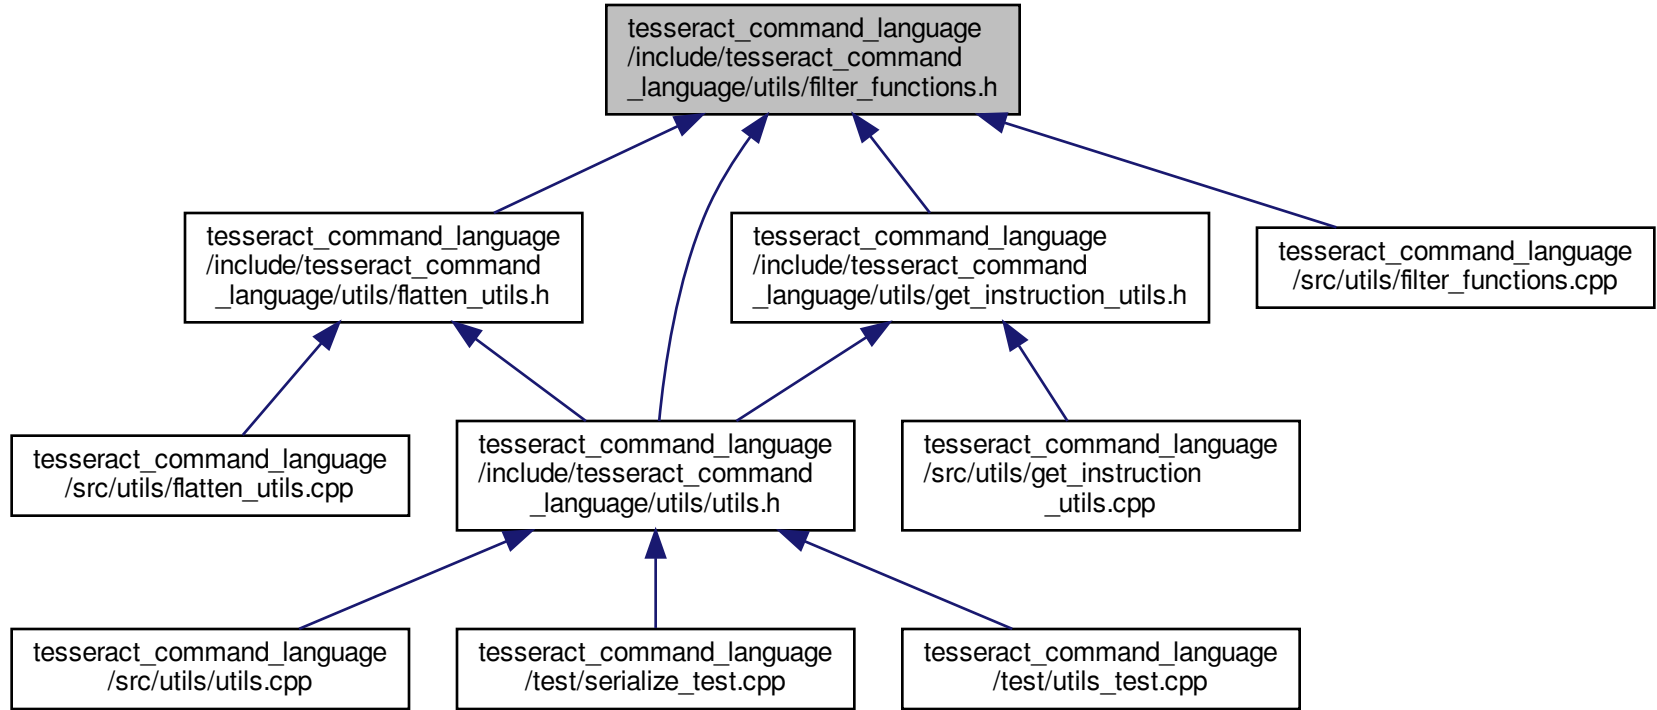 tesseract_command_language
/include/tesseract_command
_language/utils/filter_functions.h
tesseract_command_language
/include/tesseract_command
_language/utils/flatten_utils.h
tesseract_command_language
/include/tesseract_command
_language/utils/get_instruction_utils.h
tesseract_command_language
/src/utils/filter_functions.cpp
tesseract_command_language
/src/utils/flatten_utils.cpp
tesseract_command_language
/include/tesseract_command
_language/utils/utils.h
tesseract_command_language
/src/utils/get_instruction
_utils.cpp
tesseract_command_language
/src/utils/utils.cpp
tesseract_command_language
/test/serialize_test.cpp
tesseract_command_language
/test/utils_test.cpp